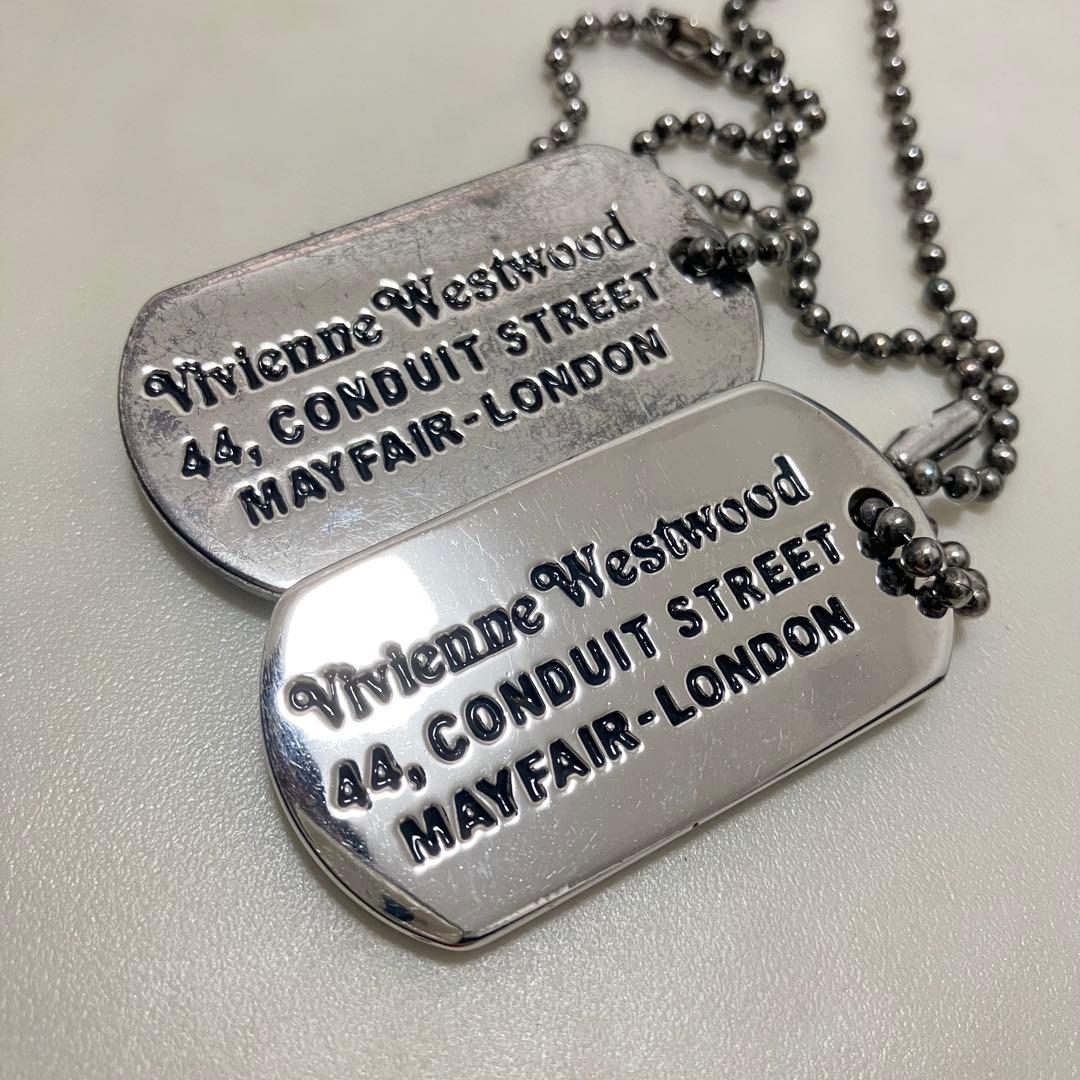 Vivienne Westwood
44, CONDUIT STREET
MAYFAIR-LONDON
Vivienne Westwood
44, CONDUIT STREET
MAYFAIR-LONDON